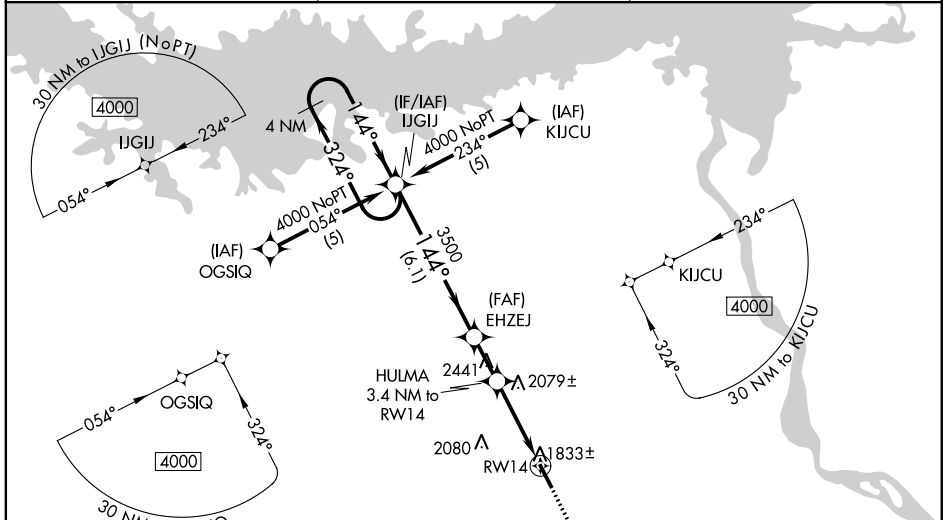 30 NM to IJGIJ (NoPT)
4000
IJGIJ
234°
054°
4 NM
144°
324°
(IF/IAF)
IJGIJ
(IAF)
KIJCU
4000 NoPT
234°
(5)
4000 NoPT
054°
(5)
(IAF)
OGSIQ
3500
144°
(6.1)
(FAF)
EHZEJ
2441
HULMA
3.4 NM to
RW14
2079±
2080
RW14
1833±
234°
KIJCU
4000
324°
30 NM to KIJCU
054°
OGSIQ
324°
4000
30 NM